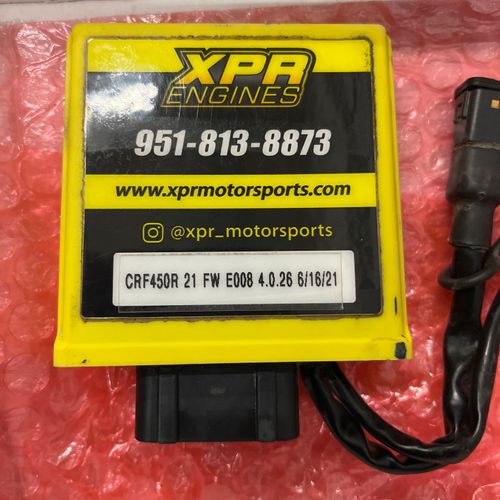 XPR
ENGINES
951-813-8873
www.xprmotorsports.com
@xpr_motorsports
CRF450R 21 FW E008 4.0.26 6/16/21